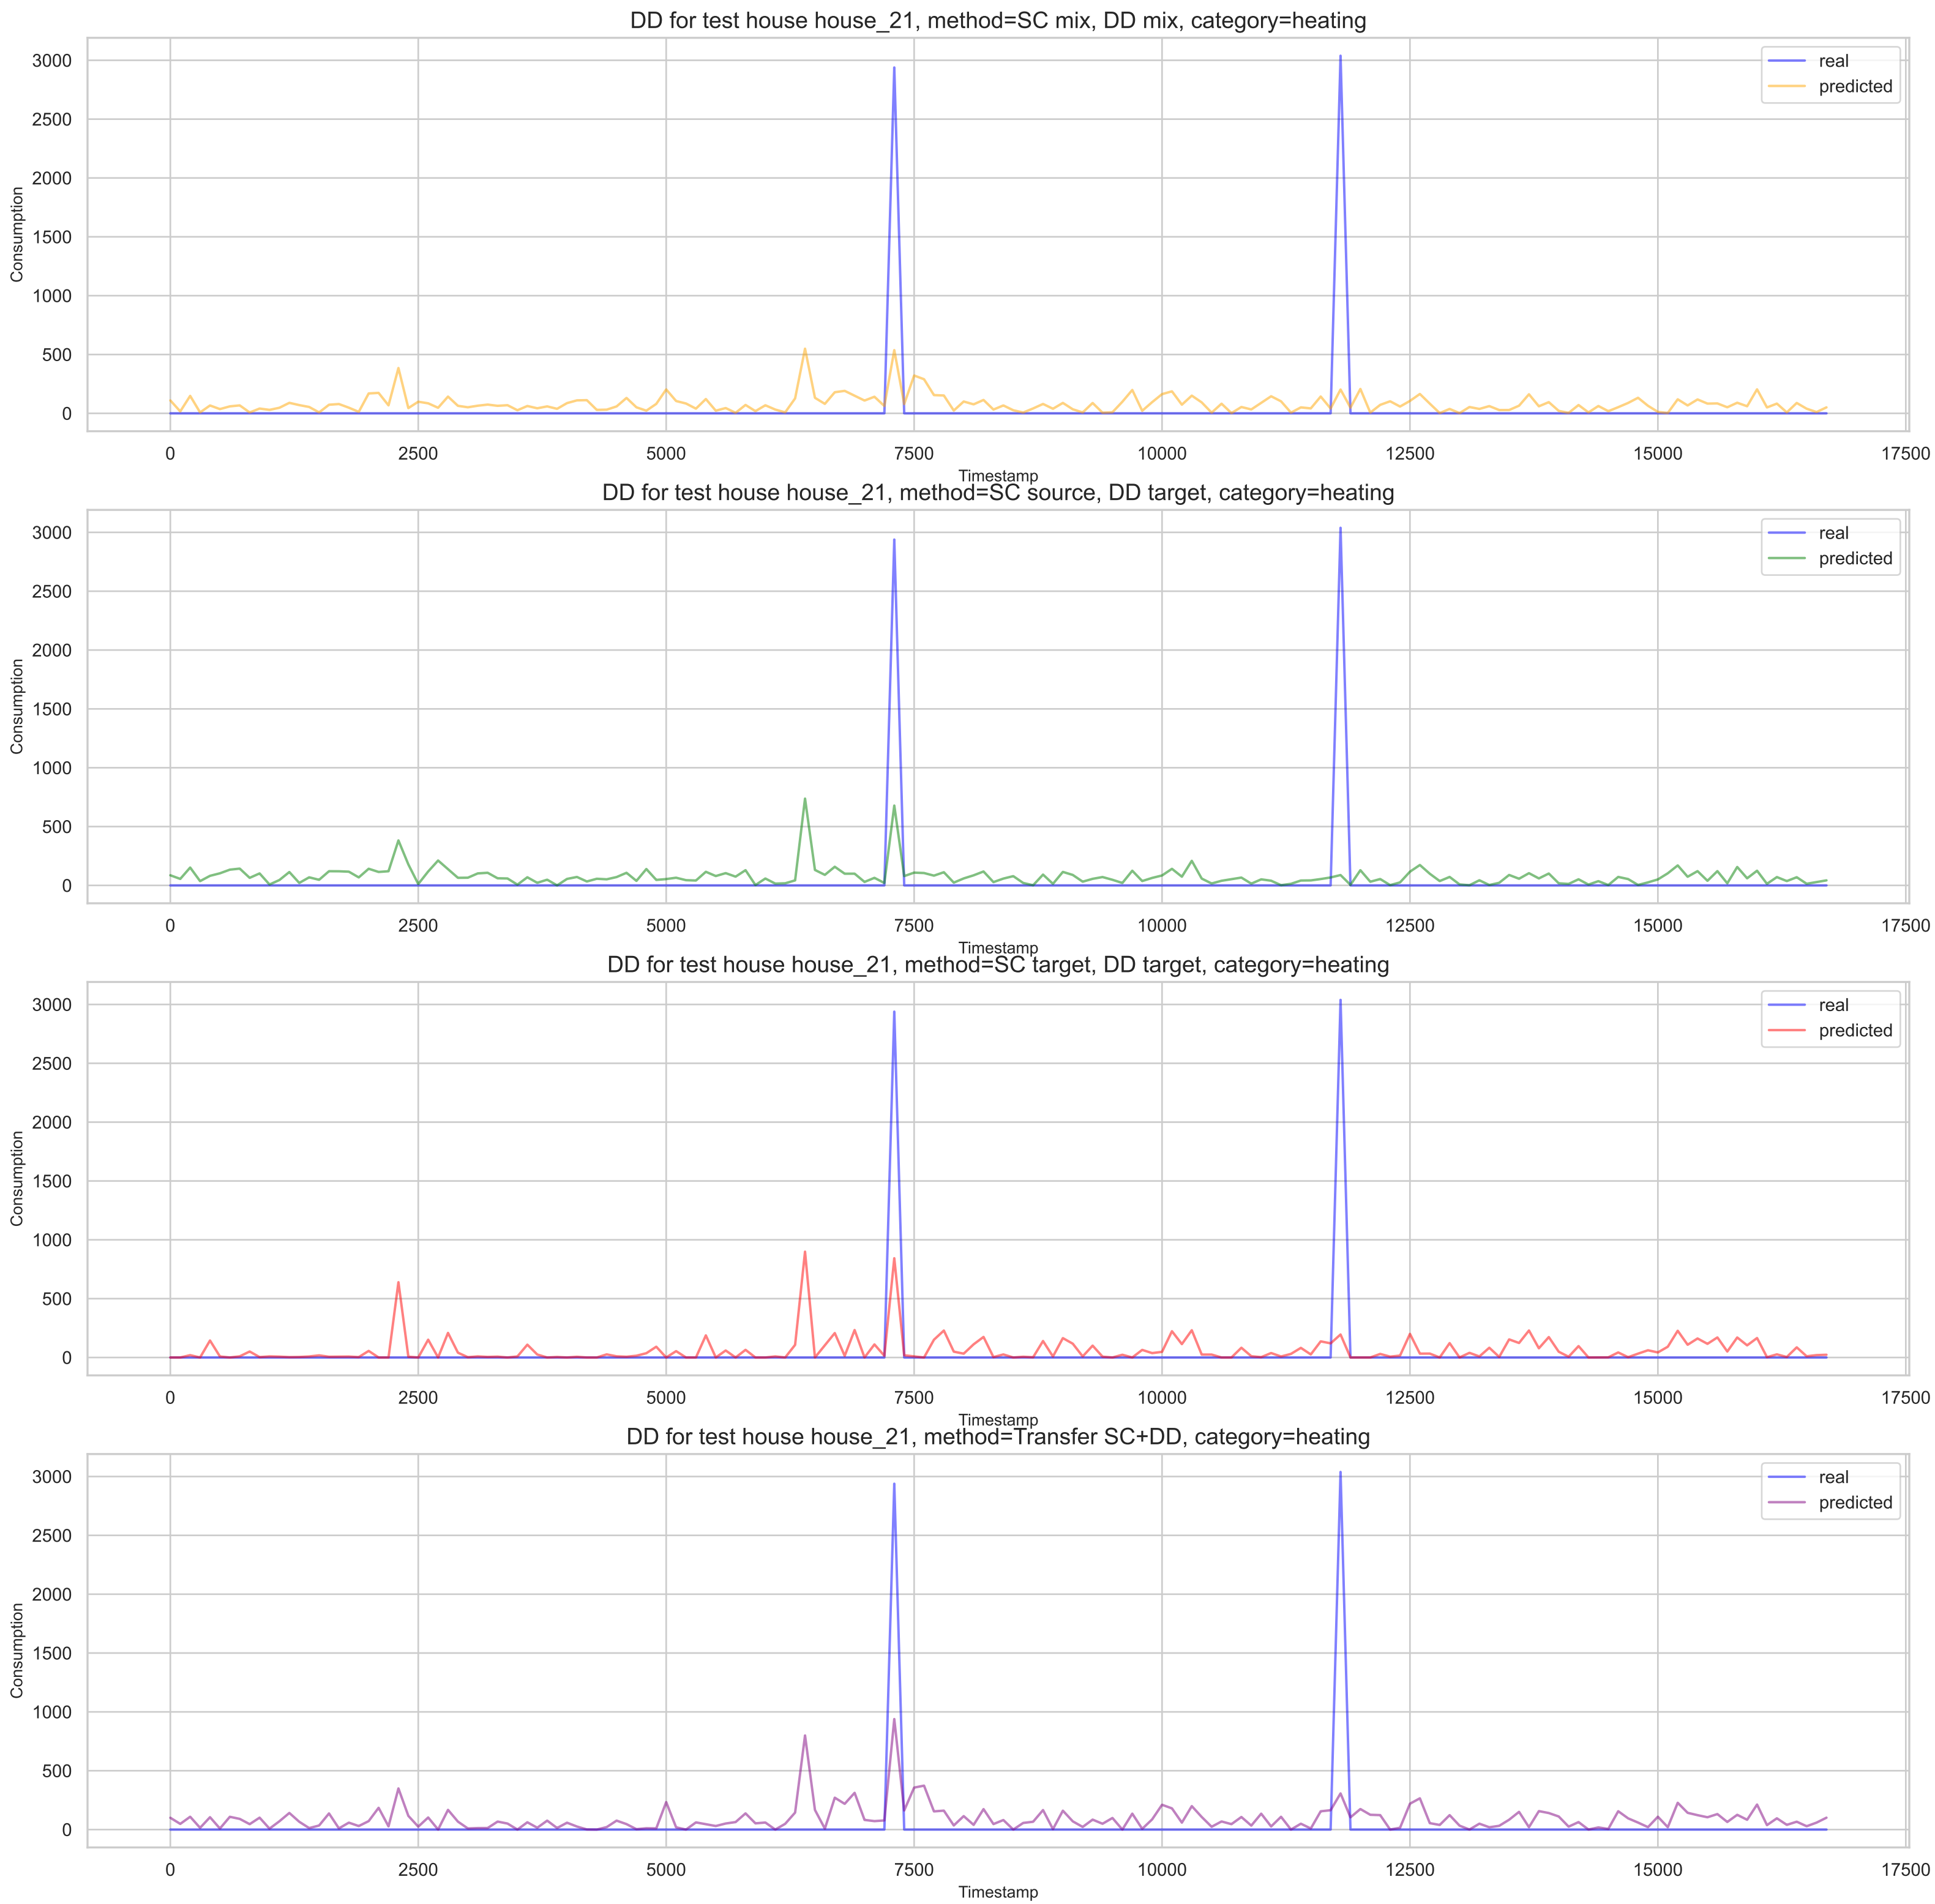 DD for test house house_21, method=SC mix, DD mix, category=heating
3000
2500
2000
1500
1000
500
0
Consumption
real
predicted
0 2500 5000 7500 10000 12500 15000 17500
Timestamp
DD for test house house_21, method=SC source, DD target, category=heating
3000
2500
2000
1500
1000
500
0
Consumption
real
predicted
0 2500 5000 7500 10000 12500 15000 17500
Timestamp
DD for test house house_21, method=SC target, DD target, category=heating
3000
2500
2000
1500
1000
500
0
Consumption
real
predicted
0 2500 5000 7500 10000 12500 15000 17500
Timestamp
DD for test house house_21, method=Transfer SC+DD, category=heating
3000
2500
2000
1500
1000
500
0
Consumption
real
predicted
0 2500 5000 7500 10000 12500 15000 17500
Timestamp